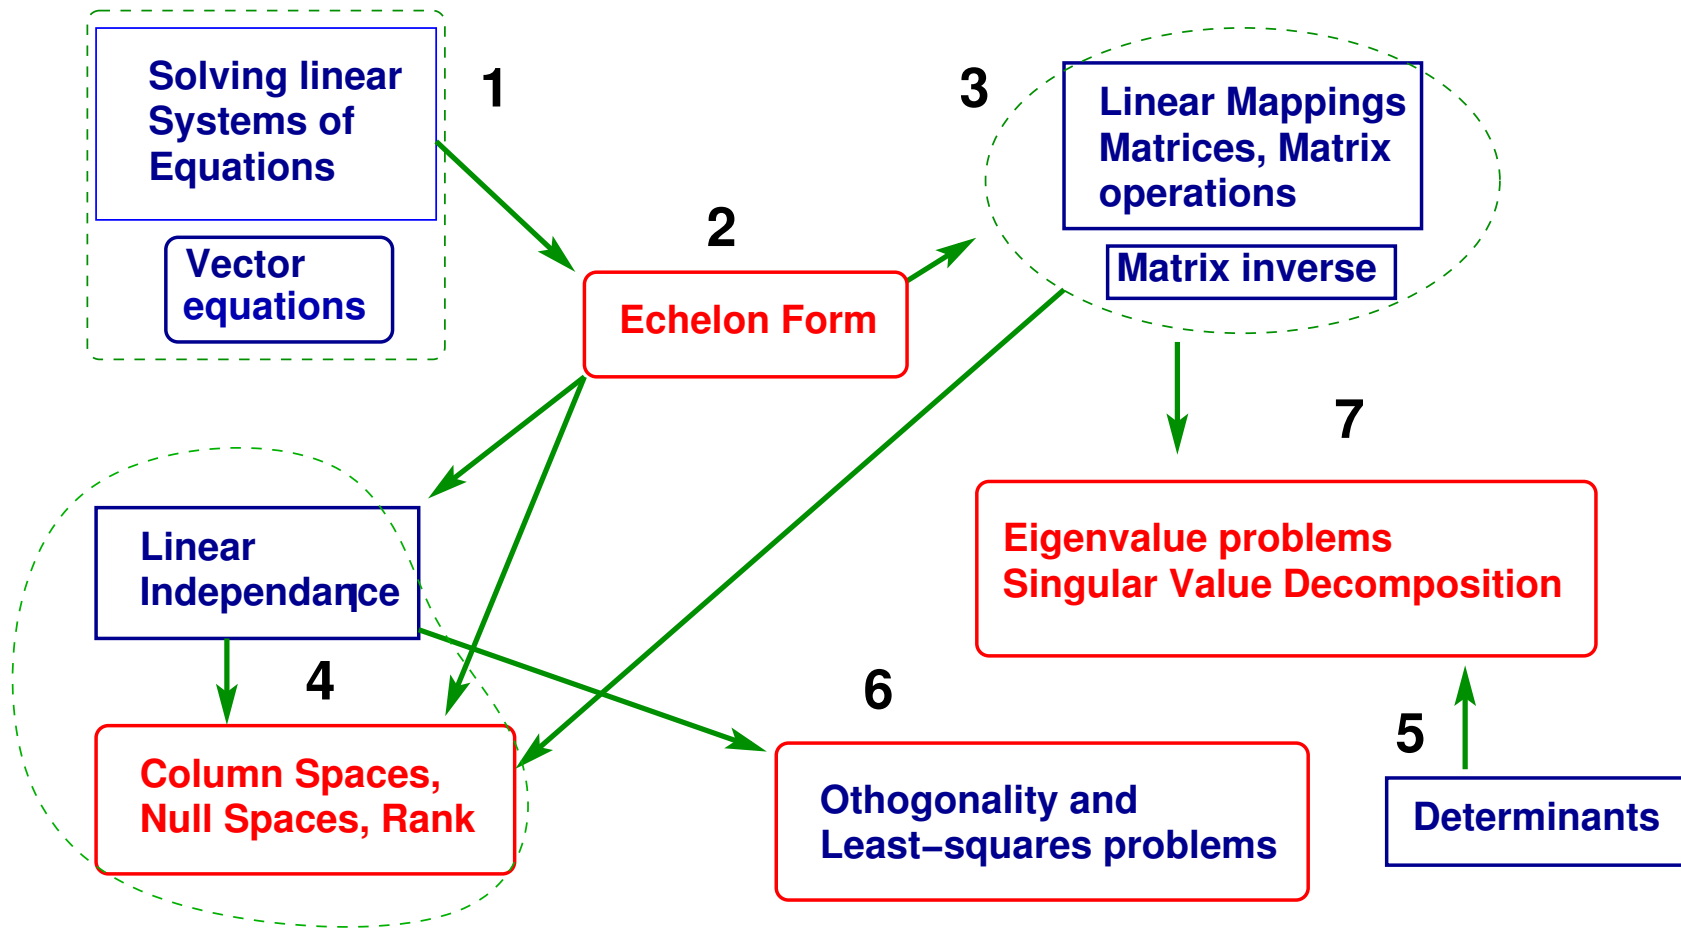 Solving linear
Systems of
Equations
1
Vector
equations
2
Echelon Form
3
Linear Mappings
Matrices, Matrix
operations
Matrix inverse
Linear
Independance
4
Column Spaces,
Null Spaces, Rank
6
Othogonality and
Least−squares problems
7
Eigenvalue problems
Singular Value Decomposition
5
Determinants